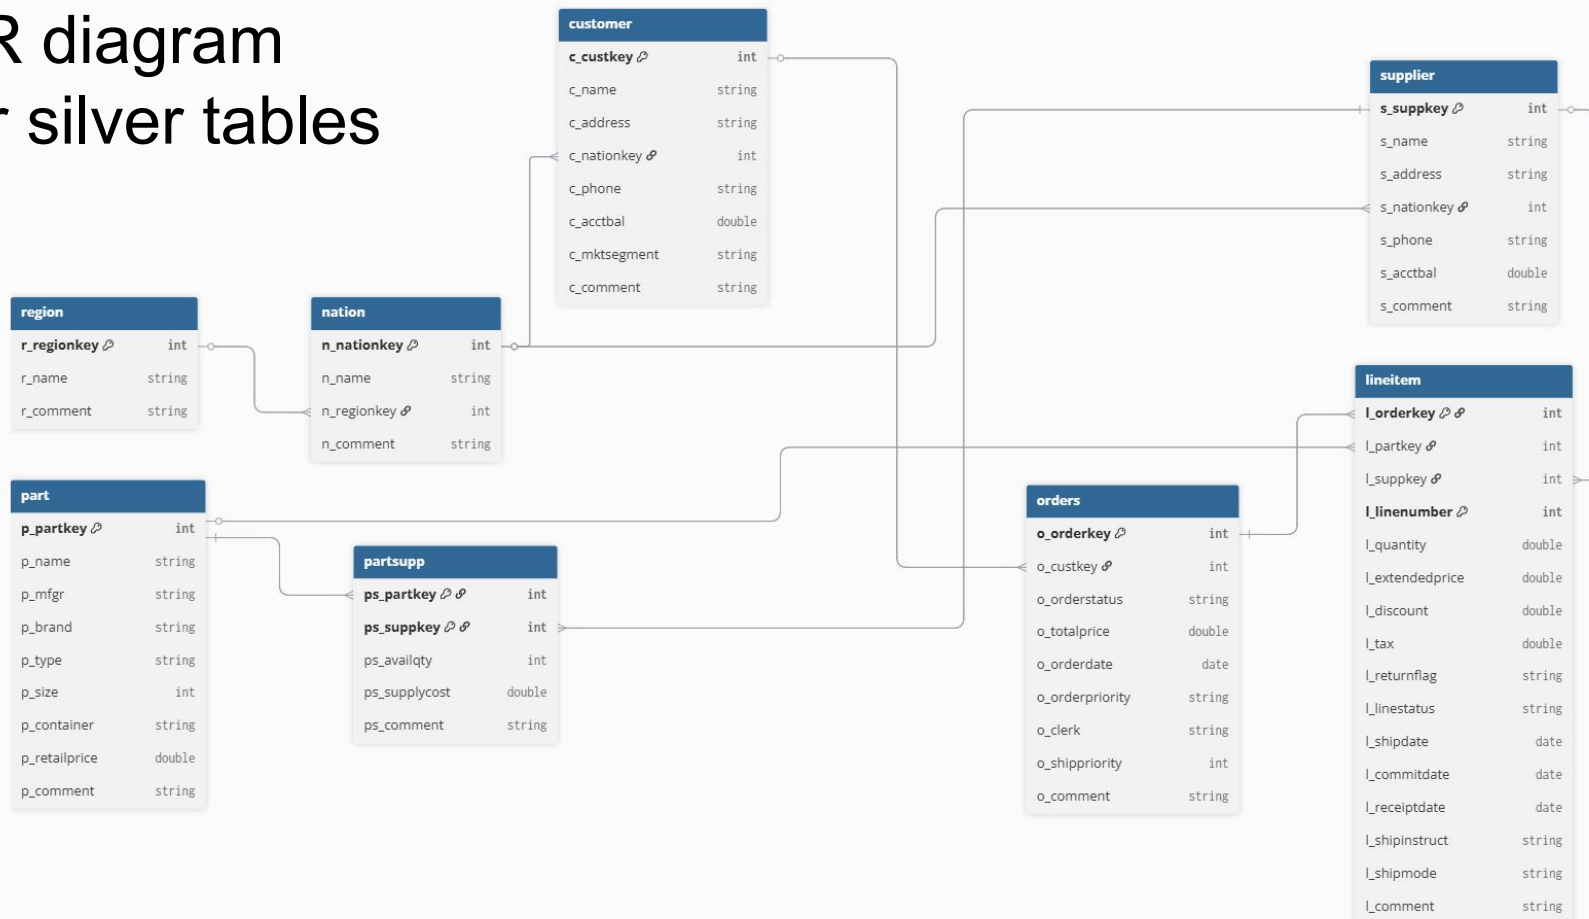 R diagram
r silver tables
customer
c_custkey int
c_name string
c_address string
c_nationkey int
c_phone string
c_acctbal double
c_mktsegment string
c_comment string
supplier
s_suppkey int
s_name string
s_address string
s_nationkey int
s_phone string
s_acctbal double
s_comment string
region
r_regionkey int
r_name string
r_comment string
nation
n_nationkey int
n_name string
n_regionkey int
n_comment string
lineitem
l_orderkey int
l_partkey int
l_suppkey int
l_linenumber int
l_quantity double
l_extendedprice double
l_discount double
l_tax double
l_returnflag string
l_linestatus string
l_shipdate date
l_commitdate date
l_receiptdate date
l_shipinstruct string
l_shipmode string
l_comment string
part
p_partkey int
p_name string
p_mfgr string
p_brand string
p_type string
p_size int
p_container string
p_retailprice double
p_comment string
partsupp
ps_partkey int
ps_suppkey int
ps_availqty int
ps_supplycost double
ps_comment string
orders
o_orderkey int
o_custkey int
o_orderstatus string
o_totalprice double
o_orderdate date
o_orderpriority string
o_clerk string
o_shippriority int
o_comment string